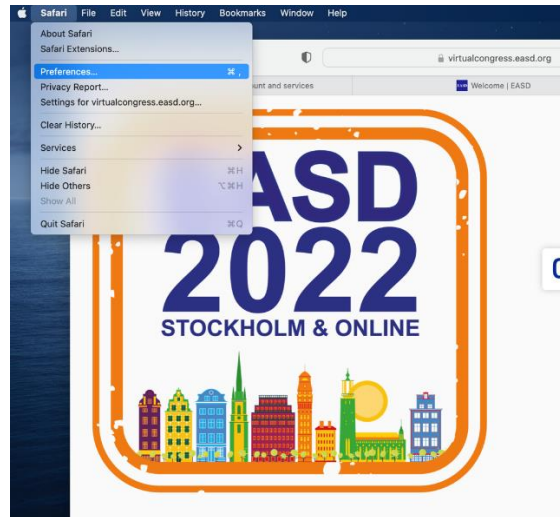 Safari File Edit View History Bookmarks Window Help
About Safari
Safari Extensions...
Preferences... ⌘ ,
Privacy Report...
Settings for virtualcongress.easd.org...
Clear History...
Services >
Hide Safari ⌘H
Hide Others ⌥⌘H
Show All
Quit Safari ⌘Q
virtualcongress.easd.org
unt and services
Welcome | EASD
ASD
2022
STOCKHOLM & ONLINE